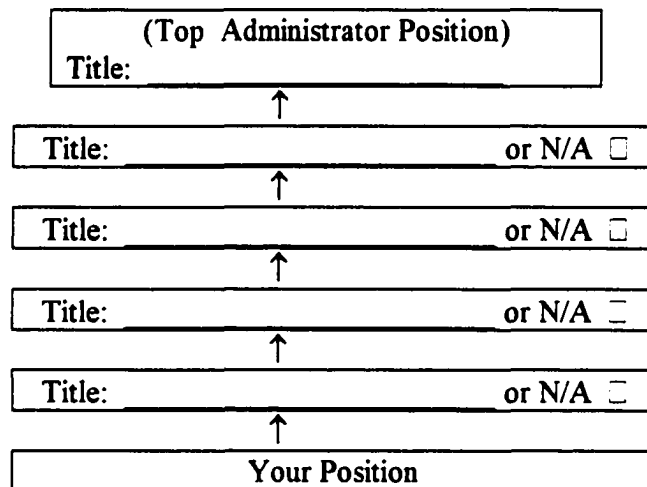 (Top Administrator Position)
Title:
Title: or N/A
Title: or N/A
Title: or N/A
Title: or N/A
Your Position